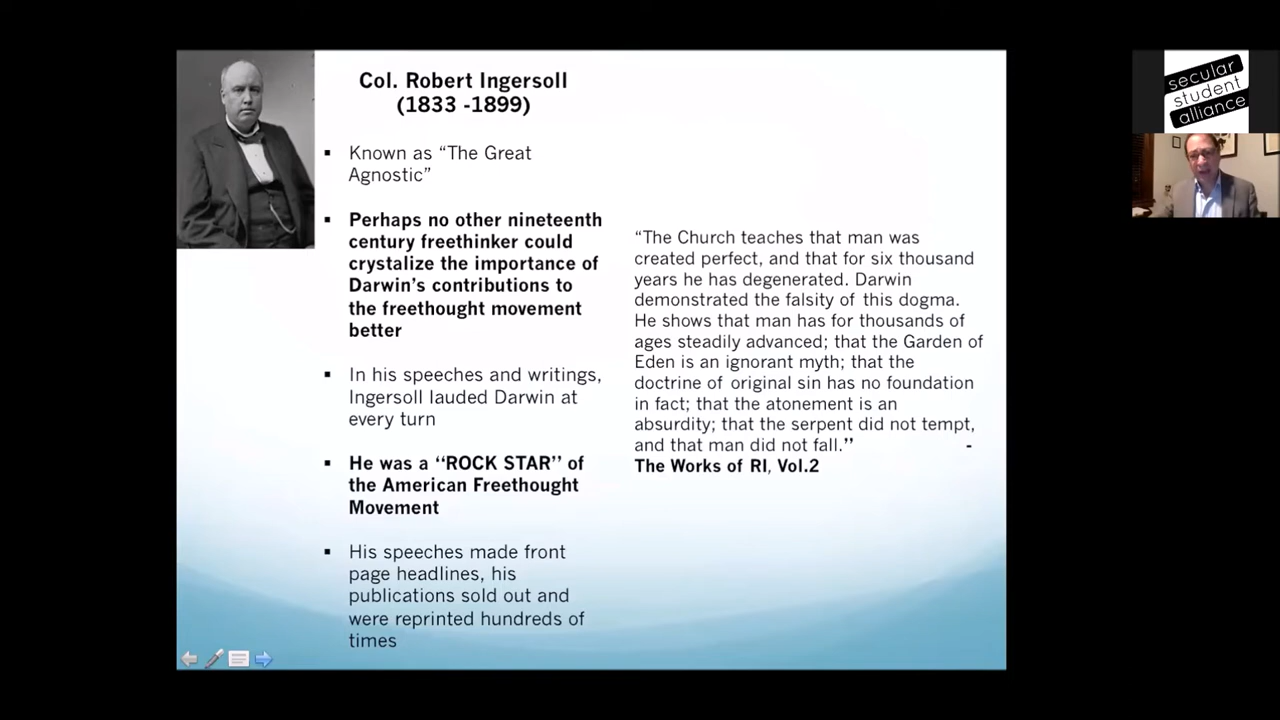 Col. Robert Ingersoll
(1833 -1899)
▪ Known as “The Great
Agnostic”
▪ Perhaps no other nineteenth
century freethinker could
crystalize the importance of
Darwin’s contributions to
the freethought movement
better
▪ In his speeches and writings,
Ingersoll lauded Darwin at
every turn
▪ He was a “ROCK STAR” of
the American Freethought
Movement
▪ His speeches made front
page headlines, his
publications sold out and
were reprinted hundreds of
times
“The Church teaches that man was
created perfect, and that for six thousand
years he has degenerated. Darwin
demonstrated the falsity of this dogma.
He shows that man has for thousands of
ages steadily advanced; that the Garden of
Eden is an ignorant myth; that the
doctrine of original sin has no foundation
in fact; that the atonement is an
absurdity; that the serpent did not tempt,
and that man did not fall.” -
The Works of RI, Vol.2
secular
student
alliance